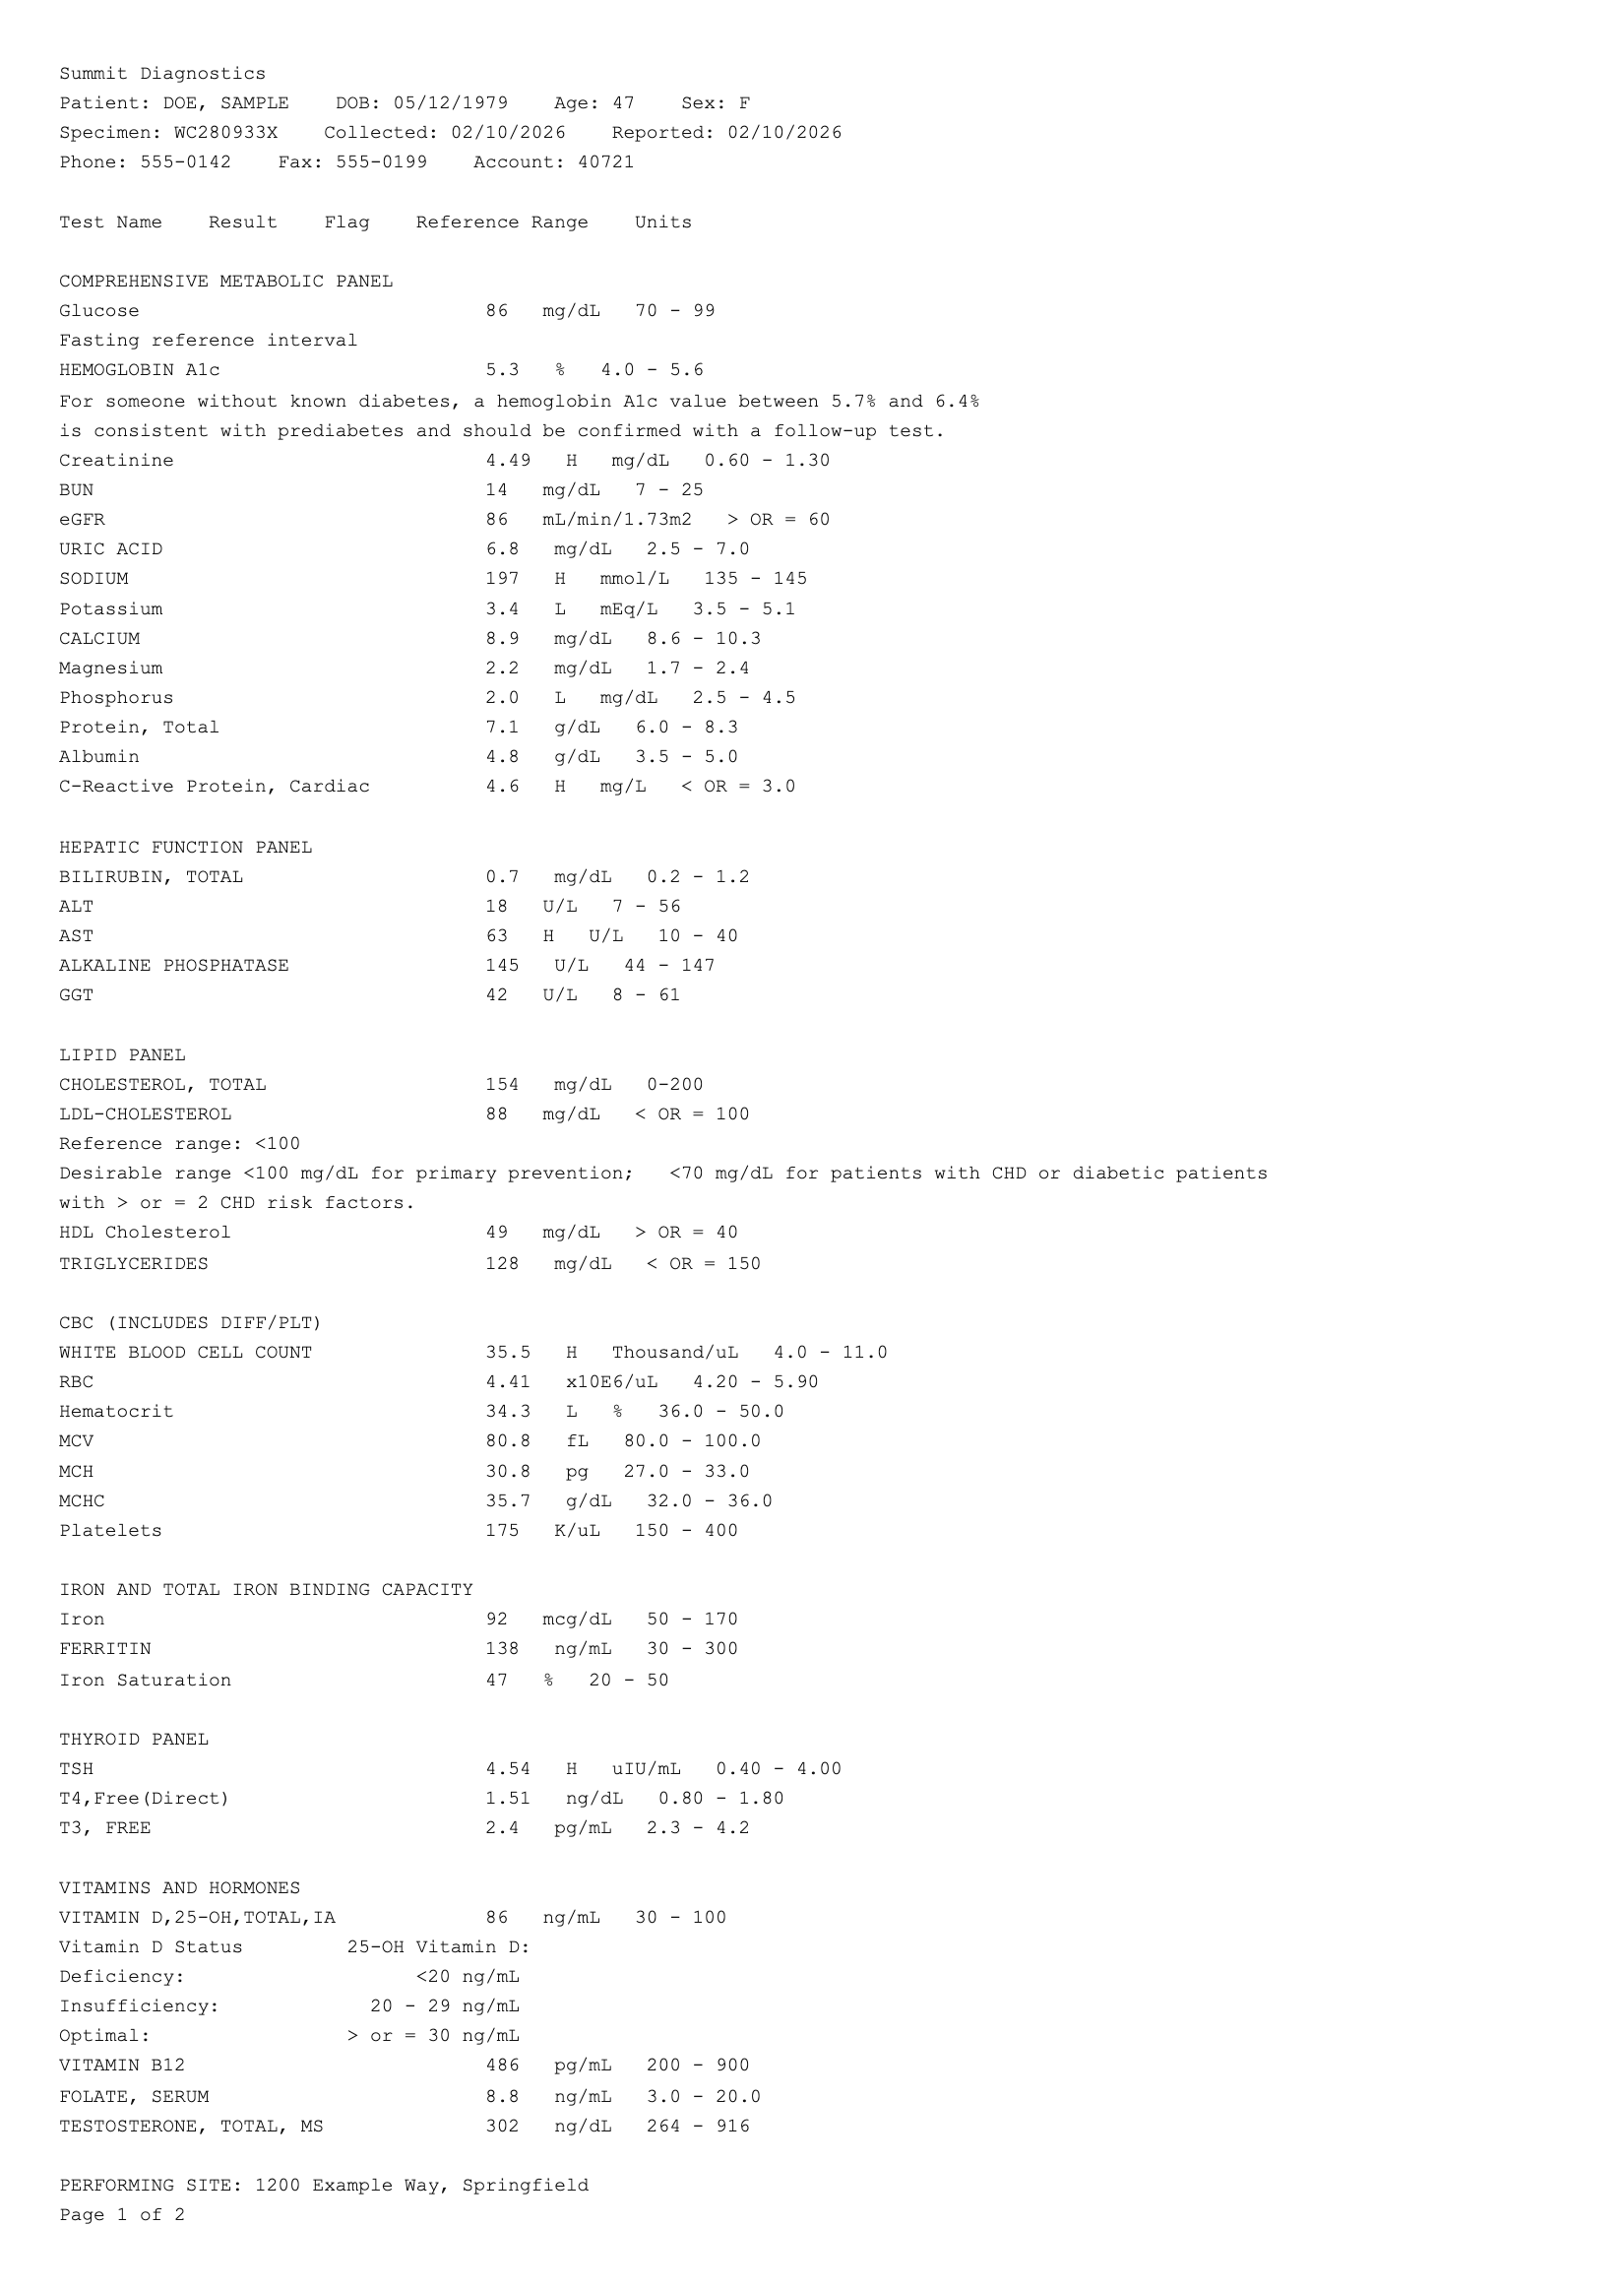 Summit Diagnostics
Patient: DOE, SAMPLE    DOB: 05/12/1979    Age: 47    Sex: F
Specimen: WC280933X    Collected: 02/10/2026    Reported: 02/10/2026
Phone: 555-0142    Fax: 555-0199    Account: 40721

Test Name    Result    Flag    Reference Range    Units

COMPREHENSIVE METABOLIC PANEL
Glucose                              86   mg/dL   70 - 99
Fasting reference interval
HEMOGLOBIN A1c                       5.3   %   4.0 - 5.6
For someone without known diabetes, a hemoglobin A1c value between 5.7% and 6.4%
is consistent with prediabetes and should be confirmed with a follow-up test.
Creatinine                           4.49   H   mg/dL   0.60 - 1.30
BUN                                  14   mg/dL   7 - 25
eGFR                                 86   mL/min/1.73m2   > OR = 60
URIC ACID                            6.8   mg/dL   2.5 - 7.0
SODIUM                               197   H   mmol/L   135 - 145
Potassium                            3.4   L   mEq/L   3.5 - 5.1
CALCIUM                              8.9   mg/dL   8.6 - 10.3
Magnesium                            2.2   mg/dL   1.7 - 2.4
Phosphorus                           2.0   L   mg/dL   2.5 - 4.5
Protein, Total                       7.1   g/dL   6.0 - 8.3
Albumin                              4.8   g/dL   3.5 - 5.0
C-Reactive Protein, Cardiac          4.6   H   mg/L   < OR = 3.0

HEPATIC FUNCTION PANEL
BILIRUBIN, TOTAL                     0.7   mg/dL   0.2 - 1.2
ALT                                  18   U/L   7 - 56
AST                                  63   H   U/L   10 - 40
ALKALINE PHOSPHATASE                 145   U/L   44 - 147
GGT                                  42   U/L   8 - 61

LIPID PANEL
CHOLESTEROL, TOTAL                   154   mg/dL   0-200
LDL-CHOLESTEROL                      88   mg/dL   < OR = 100
Reference range: <100
Desirable range <100 mg/dL for primary prevention;   <70 mg/dL for patients with CHD or diabetic patients
with > or = 2 CHD risk factors.
HDL Cholesterol                      49   mg/dL   > OR = 40
TRIGLYCERIDES                        128   mg/dL   < OR = 150

CBC (INCLUDES DIFF/PLT)
WHITE BLOOD CELL COUNT               35.5   H   Thousand/uL   4.0 - 11.0
RBC                                  4.41   x10E6/uL   4.20 - 5.90
Hematocrit                           34.3   L   %   36.0 - 50.0
MCV                                  80.8   fL   80.0 - 100.0
MCH                                  30.8   pg   27.0 - 33.0
MCHC                                 35.7   g/dL   32.0 - 36.0
Platelets                            175   K/uL   150 - 400

IRON AND TOTAL IRON BINDING CAPACITY
Iron                                 92   mcg/dL   50 - 170
FERRITIN                             138   ng/mL   30 - 300
Iron Saturation                      47   %   20 - 50

THYROID PANEL
TSH                                  4.54   H   uIU/mL   0.40 - 4.00
T4,Free(Direct)                      1.51   ng/dL   0.80 - 1.80
T3, FREE                             2.4   pg/mL   2.3 - 4.2

VITAMINS AND HORMONES
VITAMIN D,25-OH,TOTAL,IA             86   ng/mL   30 - 100
Vitamin D Status         25-OH Vitamin D:
Deficiency:                    <20 ng/mL
Insufficiency:             20 - 29 ng/mL
Optimal:                 > or = 30 ng/mL
VITAMIN B12                          486   pg/mL   200 - 900
FOLATE, SERUM                        8.8   ng/mL   3.0 - 20.0
TESTOSTERONE, TOTAL, MS              302   ng/dL   264 - 916

PERFORMING SITE: 1200 Example Way, Springfield
Page 1 of 2